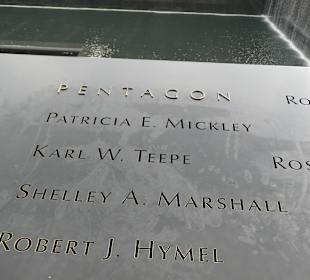 PENTAGON
PATRICIA E. MICKLEY
KARL W. TEEPE
SHELLEY A. MARSHALL
ROBERT J. HYMEL